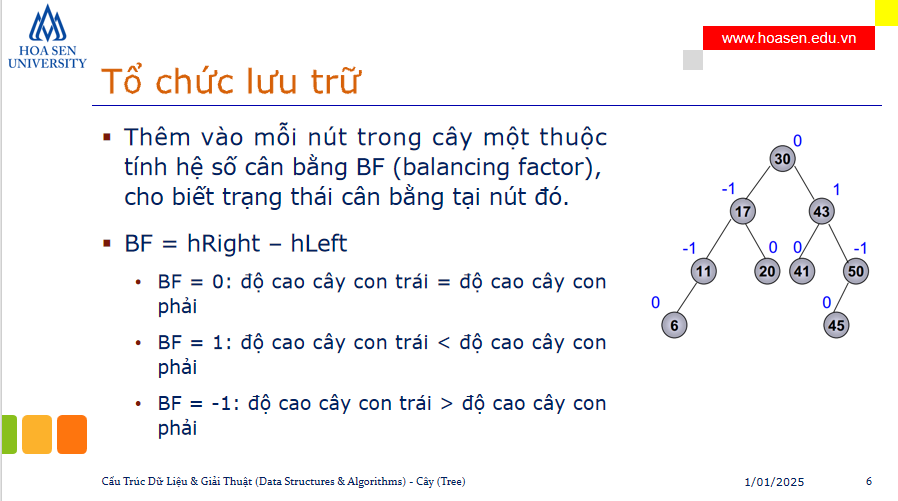 HOA SEN
UNIVERSITY
www.hoasen.edu.vn
Tổ chức lưu trữ
▪ Thêm vào mỗi nút trong cây một thuộc
tính hệ số cân bằng BF (balancing factor),
cho biết trạng thái cân bằng tại nút đó.
▪ BF = hRight – hLeft
• BF = 0: độ cao cây con trái = độ cao cây con
phải
• BF = 1: độ cao cây con trái < độ cao cây con
phải
• BF = -1: độ cao cây con trái > độ cao cây con
phải
0
30
-1 1
17 43
-1 0 0 -1
11 20 41 50
0 0
6 45
Cấu Trúc Dữ Liệu & Giải Thuật (Data Structures & Algorithms) - Cây (Tree)
1/01/2025
6